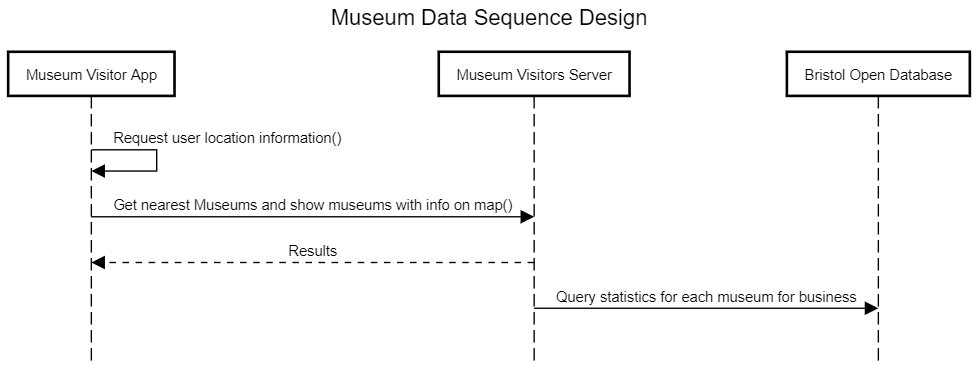 Museum Data Sequence Design
Museum Visitor App
Museum Visitors Server
Bristol Open Database
Request user location information()
Get nearest Museums and show museums with info on map()
Results
Query statistics for each museum for business